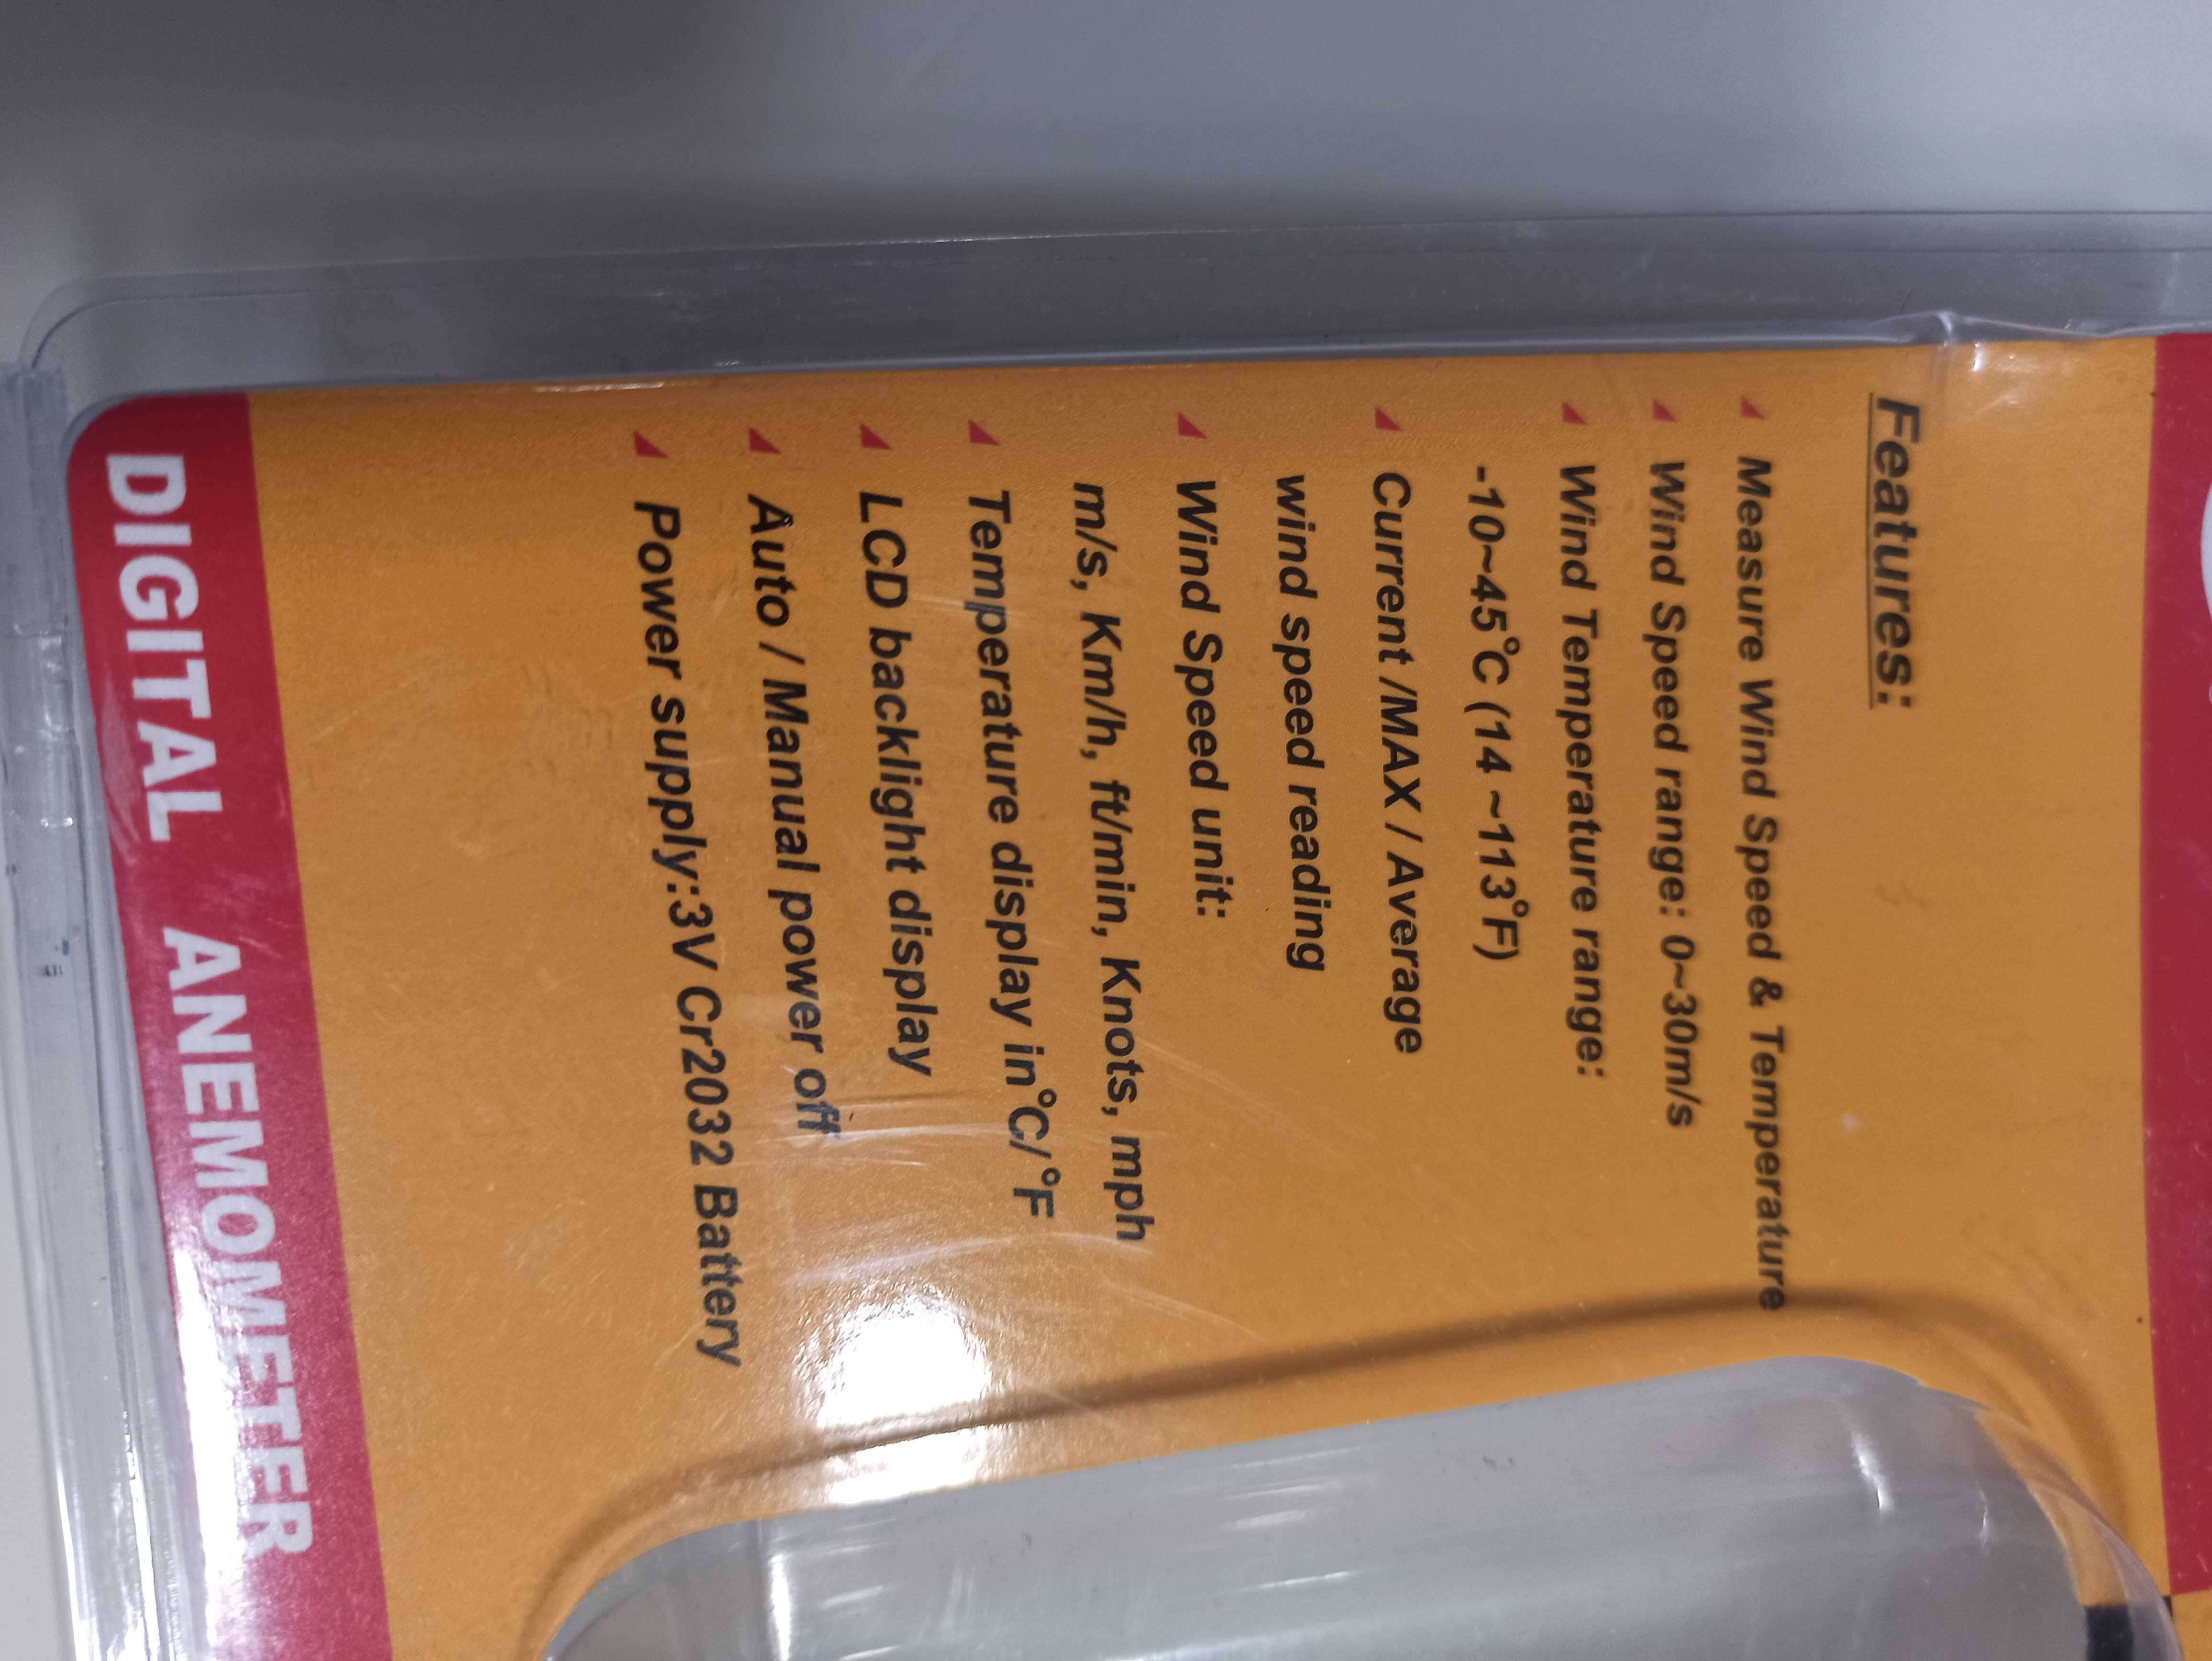 Features:
Measure Wind Speed & Temperature
Wind Speed range: 0~30m/s
Wind Temperature range:
-10~45°C (14 ~113°F)
Current /MAX / Average
wind speed reading
Wind Speed unit:
m/s, Km/h, ft/min, Knots, mph
Temperature display in°C/°F
LCD backlight display
Auto / Manual power off
Power supply:3V Cr2032 Battery
DIGITAL ANEMOMETER